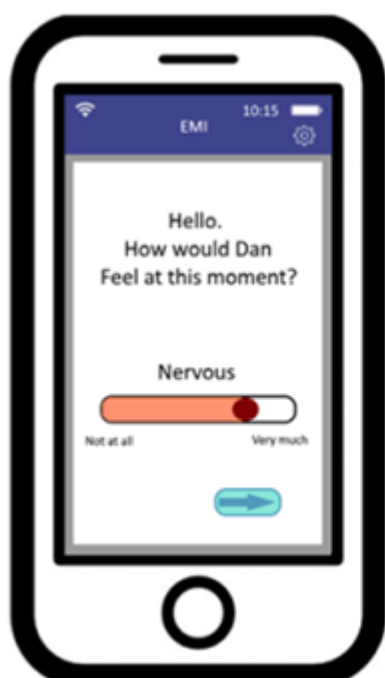 10:15
EMI
Hello.
How would Dan
Feel at this moment?
Nervous
Not at all
Very much